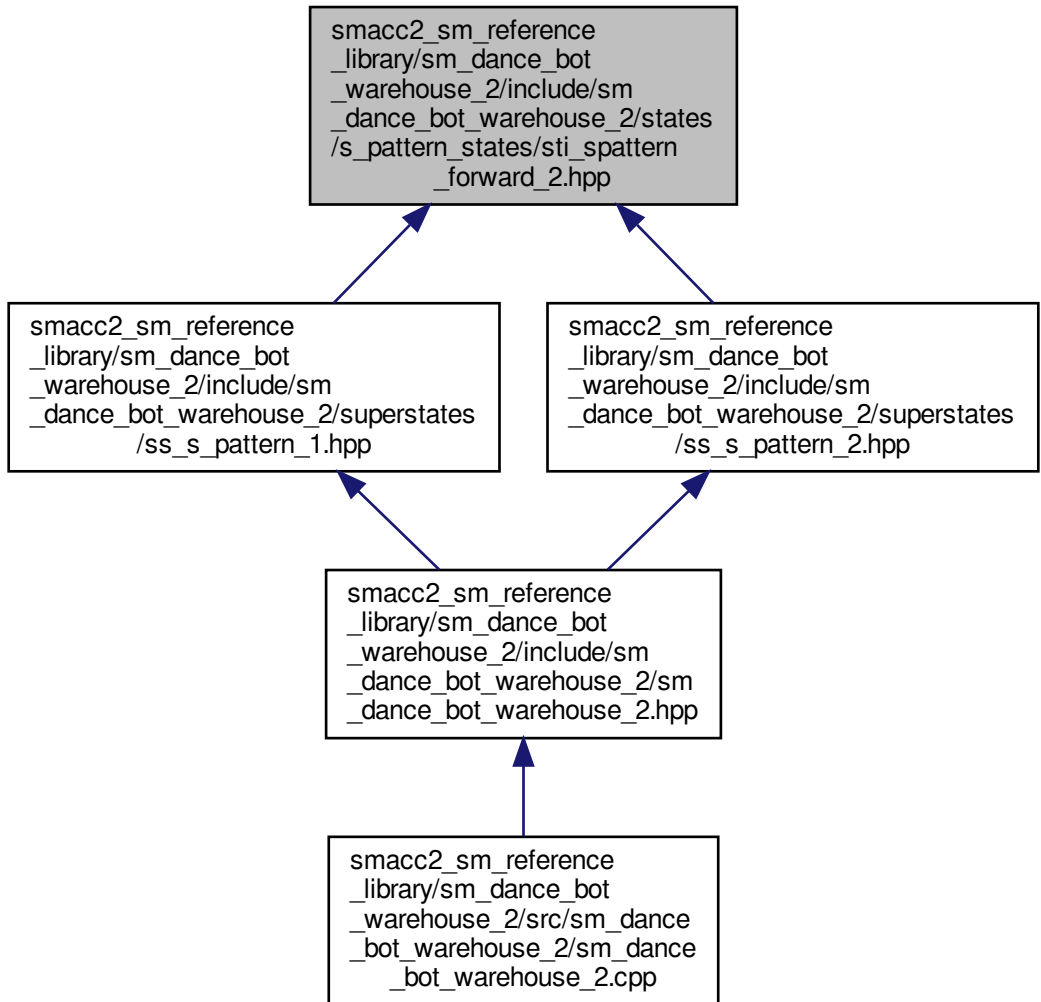 smacc2_sm_reference
_library/sm_dance_bot
_warehouse_2/include/sm
_dance_bot_warehouse_2/states
/s_pattern_states/sti_spattern
_forward_2.hpp
smacc2_sm_reference
_library/sm_dance_bot
_warehouse_2/include/sm
_dance_bot_warehouse_2/superstates
/ss_s_pattern_1.hpp
smacc2_sm_reference
_library/sm_dance_bot
_warehouse_2/include/sm
_dance_bot_warehouse_2/superstates
/ss_s_pattern_2.hpp
smacc2_sm_reference
_library/sm_dance_bot
_warehouse_2/include/sm
_dance_bot_warehouse_2/sm
_dance_bot_warehouse_2.hpp
smacc2_sm_reference
_library/sm_dance_bot
_warehouse_2/src/sm_dance
_bot_warehouse_2/sm_dance
_bot_warehouse_2.cpp